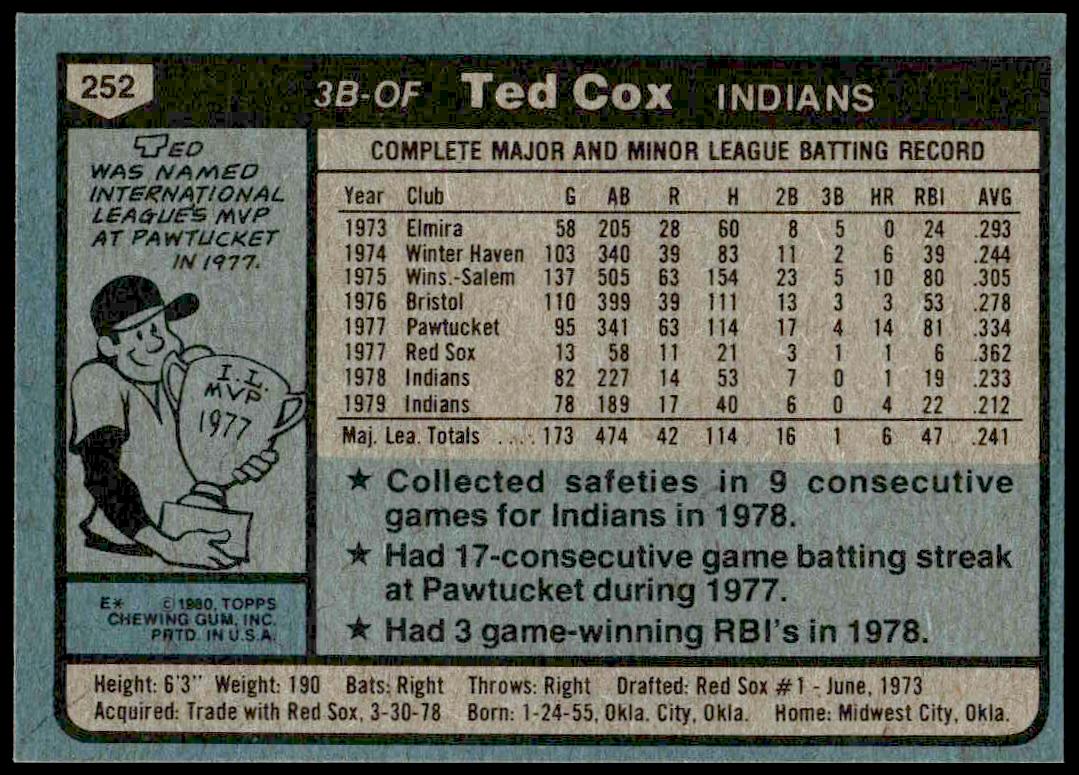 252
3B-OF Ted Cox INDIANS
TED
WAS NAMED
INTERNATIONAL
LEAGUE'S MVP
AT PAWTUCKET
IN 1977.
I.L.
MVP
1977
COMPLETE MAJOR AND MINOR LEAGUE BATTING RECORD
Year Club G AB R H 2B 3B HR RBI AVG
1973 Elmira 58 205 28 60 8 5 0 24 .293
1974 Winter Haven 103 340 39 83 11 2 6 39 .244
1975 Wins.-Salem 137 505 63 154 23 5 10 80 .305
1976 Bristol 110 399 39 111 13 3 3 53 .278
1977 Pawtucket 95 341 63 114 17 4 14 81 .334
1977 Red Sox 13 58 11 21 3 1 1 6 .362
1978 Indians 82 227 14 53 7 0 1 19 .233
1979 Indians 78 189 17 40 6 0 4 22 .212
Maj. Lea. Totals .... 173 474 42 114 16 1 6 47 .241
★ Collected safeties in 9 consecutive
games for Indians in 1978.
★ Had 17-consecutive game batting streak
at Pawtucket during 1977.
★ Had 3 game-winning RBI's in 1978.
E* ©1980, TOPPS
CHEWING GUM, INC.
PRTD. IN U.S.A.
Height: 6'3" Weight: 190 Bats: Right Throws: Right Drafted: Red Sox #1 - June, 1973
Acquired: Trade with Red Sox, 3-30-78 Born: 1-24-55, Okla. City, Okla. Home: Midwest City, Okla.